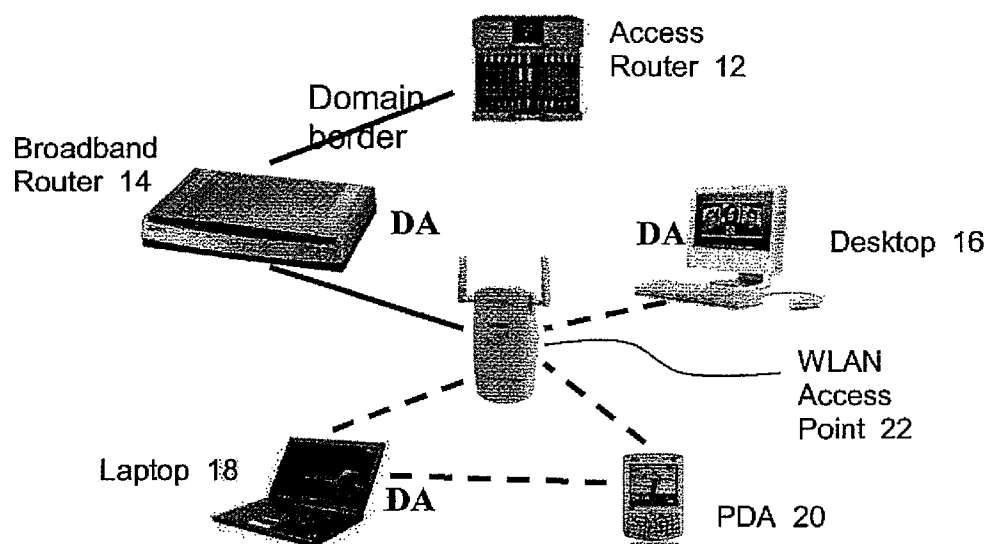 Access
Router 12
Domain
border
Broadband
Router 14
DA
DA
Desktop 16
WLAN
Access
Point 22
Laptop 18
DA
PDA 20